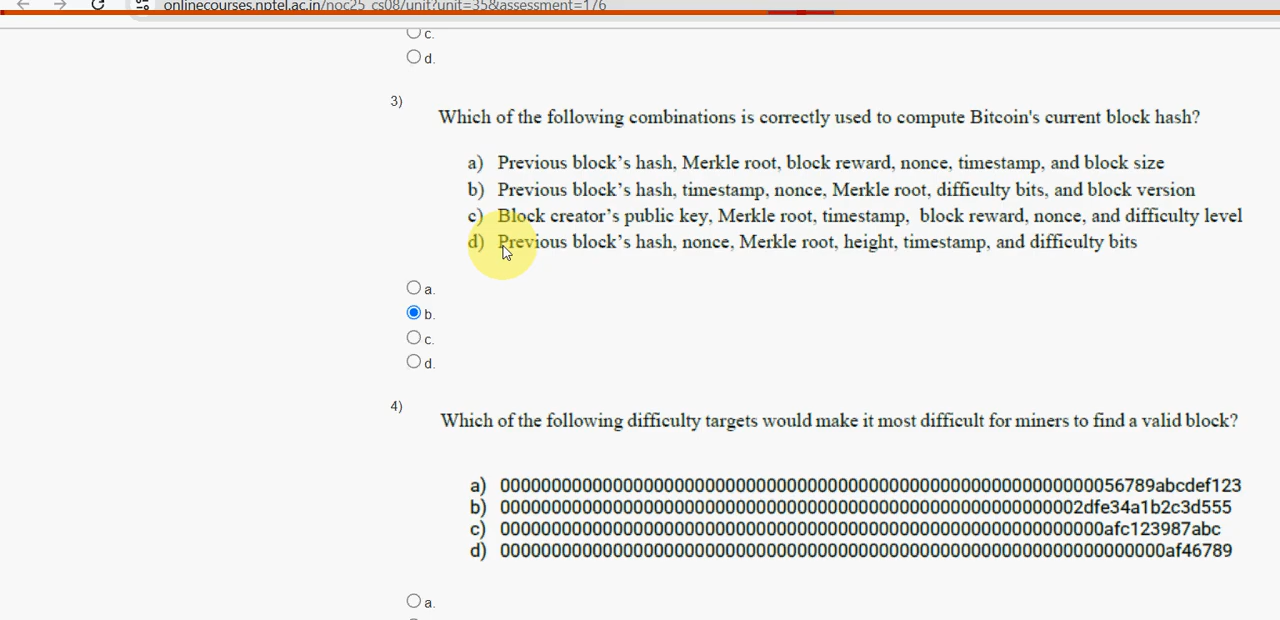 onlinecourses.nptel.ac.in/noc25_cs08/unit?unit=35&assessment=176
c.
d.
3)
Which of the following combinations is correctly used to compute Bitcoin's current block hash?
a) Previous block's hash, Merkle root, block reward, nonce, timestamp, and block size
b) Previous block's hash, timestamp, nonce, Merkle root, difficulty bits, and block version
c) Block creator's public key, Merkle root, timestamp, block reward, nonce, and difficulty level
d) Previous block's hash, nonce, Merkle root, height, timestamp, and difficulty bits
a.
b.
c.
d.
4)
Which of the following difficulty targets would make it most difficult for miners to find a valid block?
a)
b)
c)
d)
a.